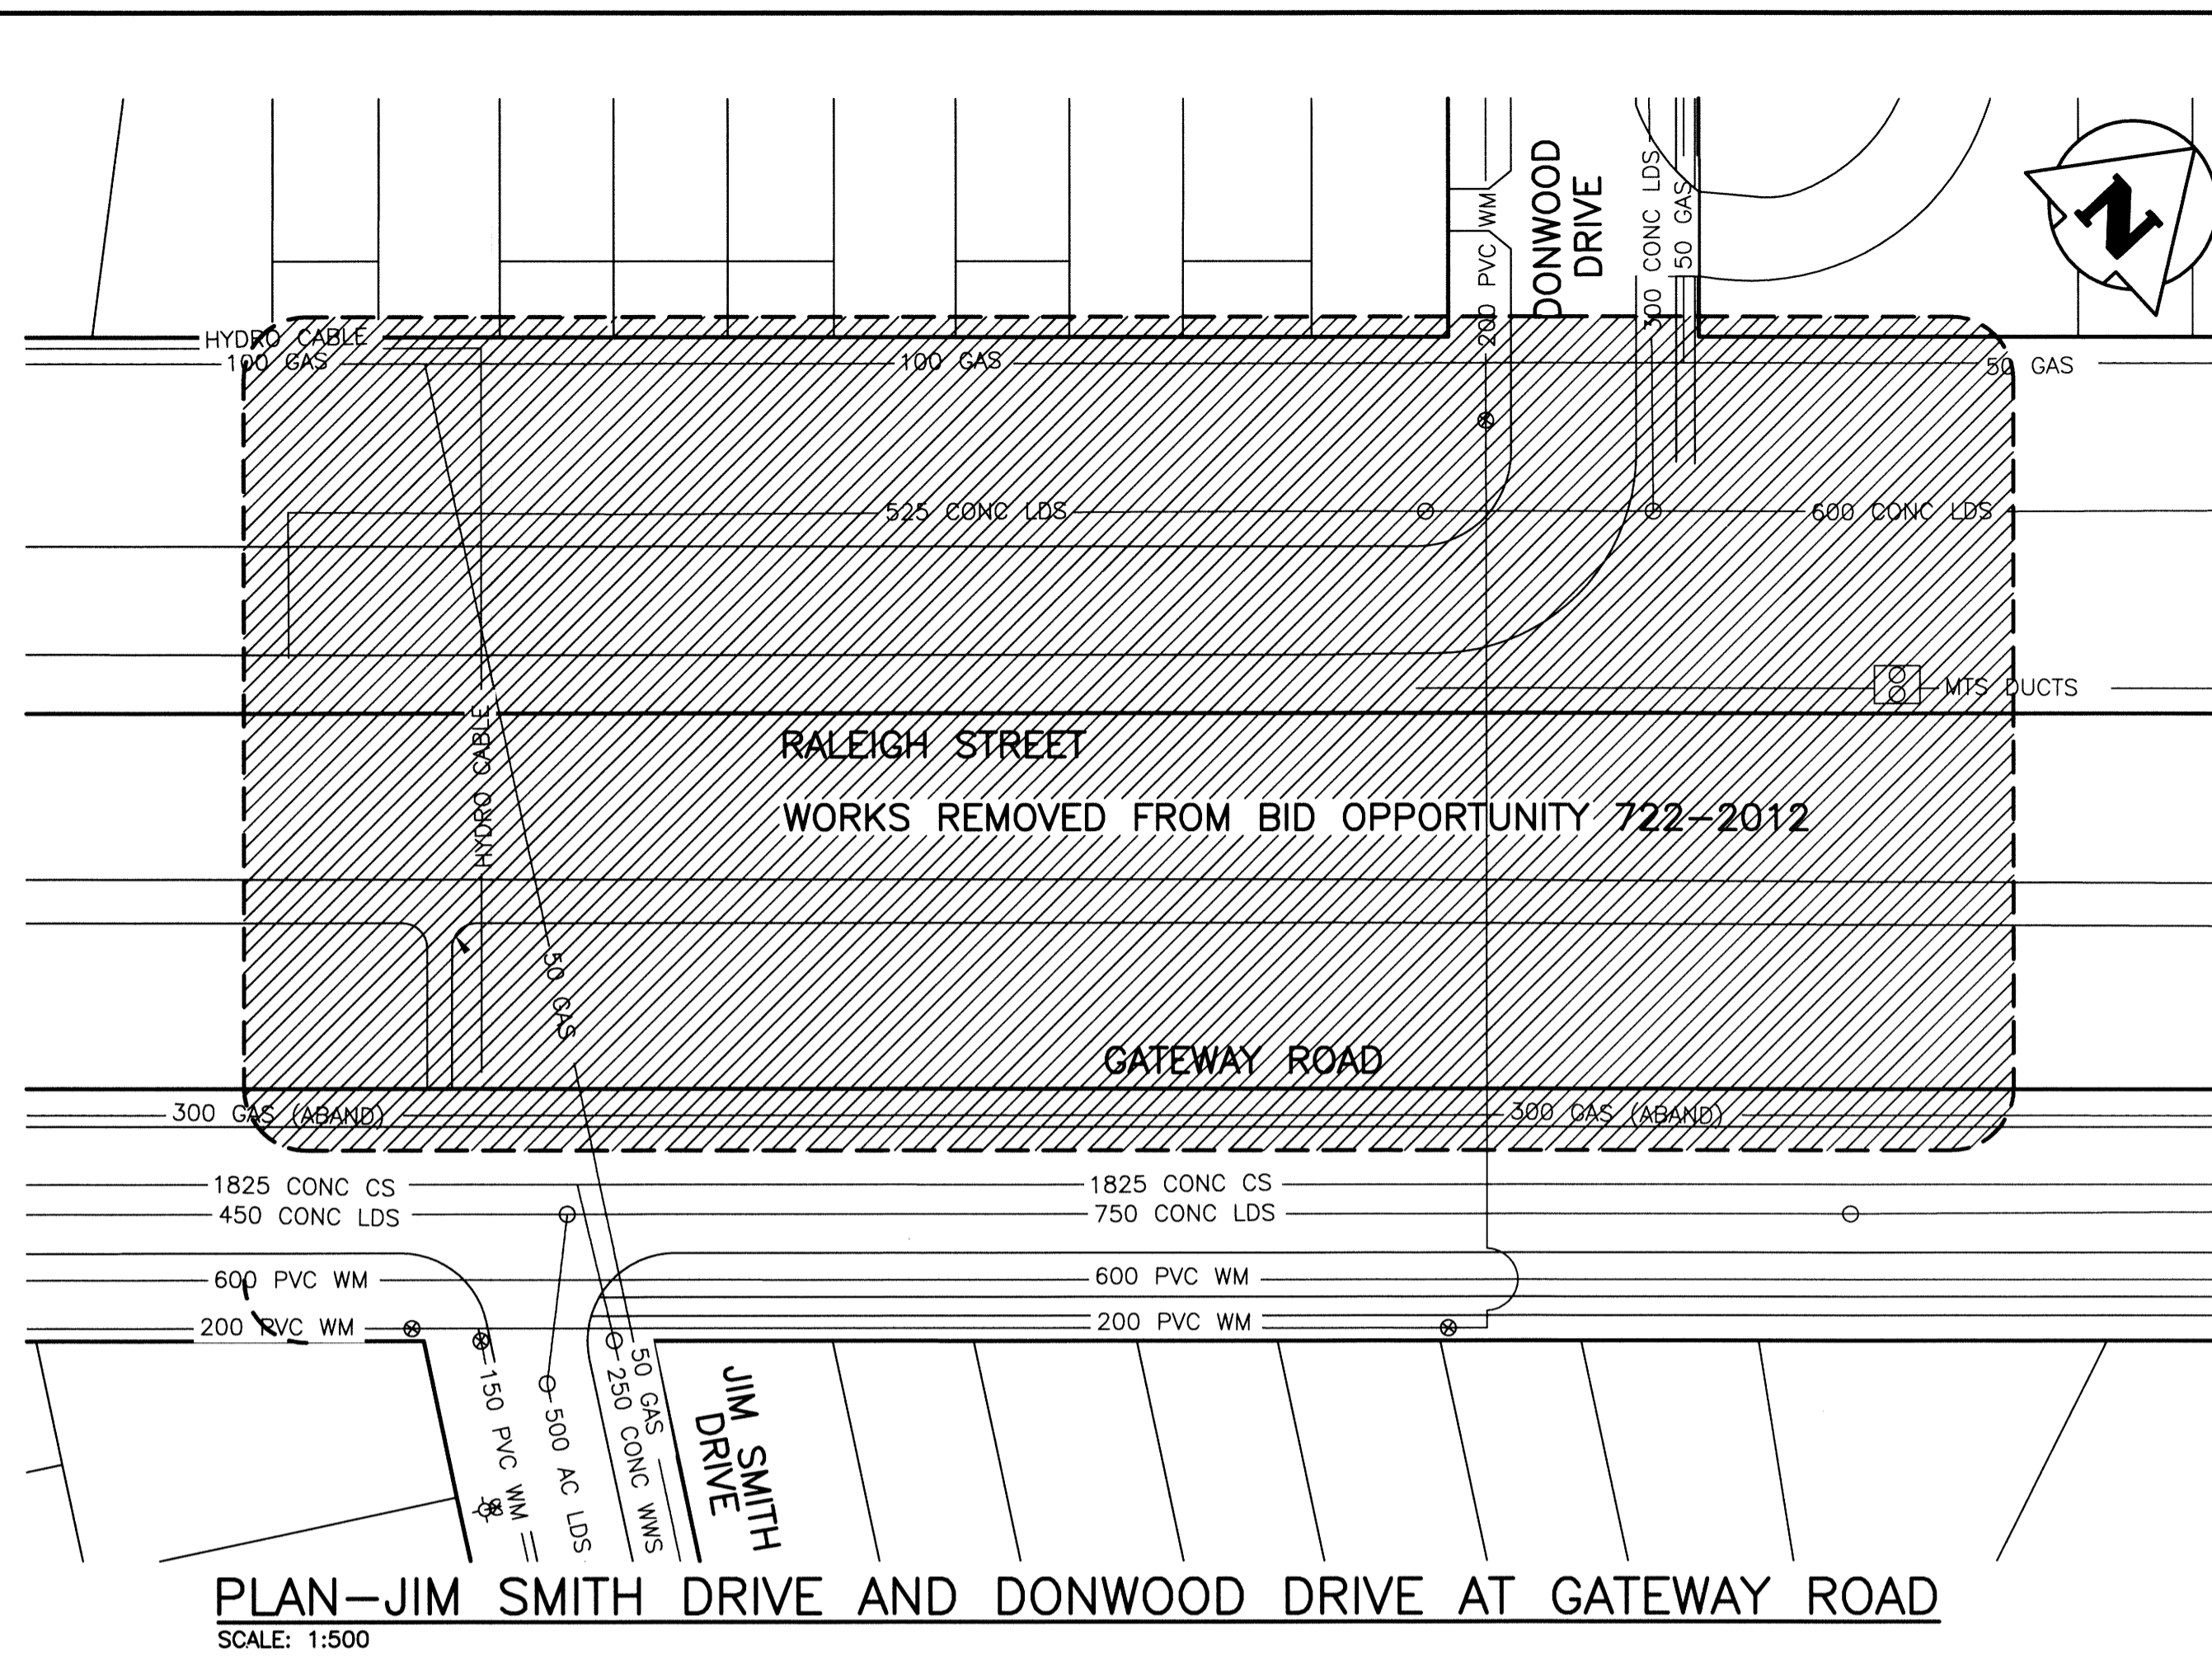 DONWOOD
DRIVE
200 PVC WM
300 CONC LDS
50 GAS
N
HYDRO CABLE
100 GAS
100 GAS
50 GAS
525 CONC LDS
600 CONC LDS
MTS DUCTS
HYDRO CABLE
RALEIGH STREET
WORKS REMOVED FROM BID OPPORTUNITY 722-2012
50 GAS
GATEWAY ROAD
300 GAS (ABAND)
300 GAS (ABAND)
1825 CONC CS
1825 CONC CS
450 CONC LDS
750 CONC LDS
600 PVC WM
600 PVC WM
200 PVC WM
200 PVC WM
150 PVC WM
500 AC LDS
250 CONC WWS
50 GAS
JIM SMITH
DRIVE
PLAN-JIM SMITH DRIVE AND DONWOOD DRIVE AT GATEWAY ROAD
SCALE: 1:500